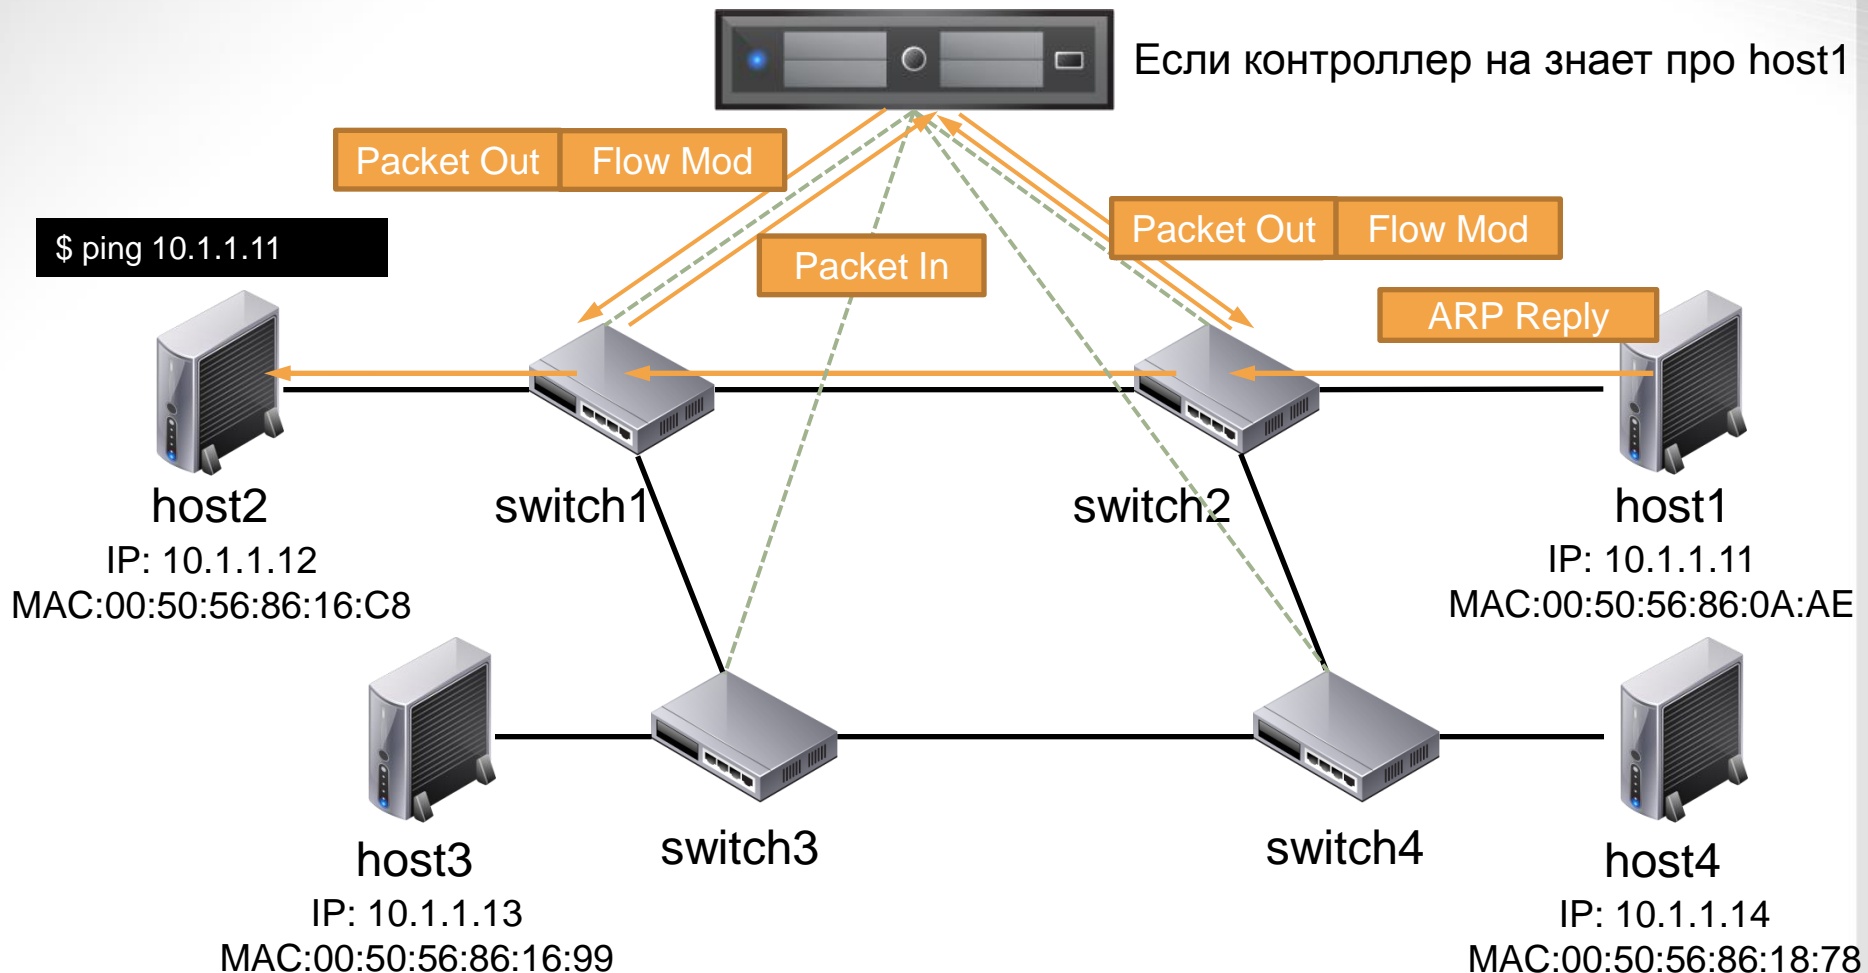 Если контроллер на знает про host1
Packet Out
Flow Mod
Packet Out
Flow Mod
$ ping 10.1.1.11
Packet In
ARP Reply
host2
IP: 10.1.1.12
MAC:00:50:56:86:16:C8
switch1
switch2
host1
IP: 10.1.1.11
MAC:00:50:56:86:0A:AE
host3
IP: 10.1.1.13
MAC:00:50:56:86:16:99
switch3
switch4
host4
IP: 10.1.1.14
MAC:00:50:56:86:18:78